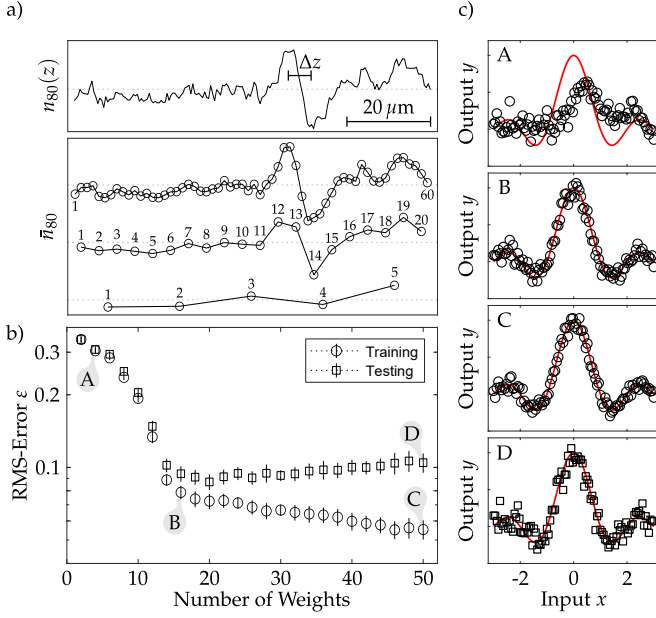 a)
n80(z)
Δz
20 μm
n̄80
1
60
1 2 3 4 5 6 7 8 9 10 11 12 13 14 15 16 17 18 19 20
1 2 3 4 5
b)
RMS-Error ε
0.3
0.2
0.1
A
B
C
D
Training
Testing
0 10 20 30 40 50
Number of Weights
c)
A
Output y
B
Output y
C
Output y
D
Output y
-2 0 2
Input x